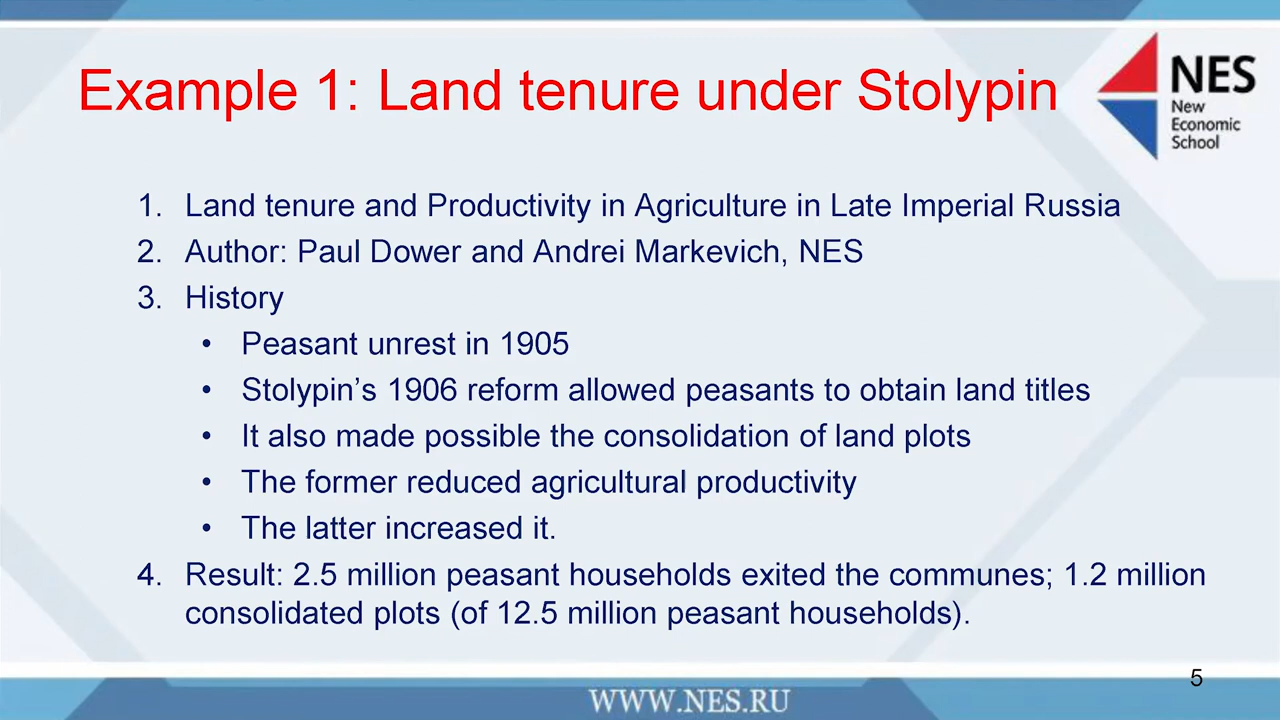 Example 1: Land tenure under Stolypin
NES
New
Economic
School
1. Land tenure and Productivity in Agriculture in Late Imperial Russia
2. Author: Paul Dower and Andrei Markevich, NES
3. History
• Peasant unrest in 1905
• Stolypin’s 1906 reform allowed peasants to obtain land titles
• It also made possible the consolidation of land plots
• The former reduced agricultural productivity
• The latter increased it.
4. Result: 2.5 million peasant households exited the communes; 1.2 million
consolidated plots (of 12.5 million peasant households).
5
WWW.NES.RU